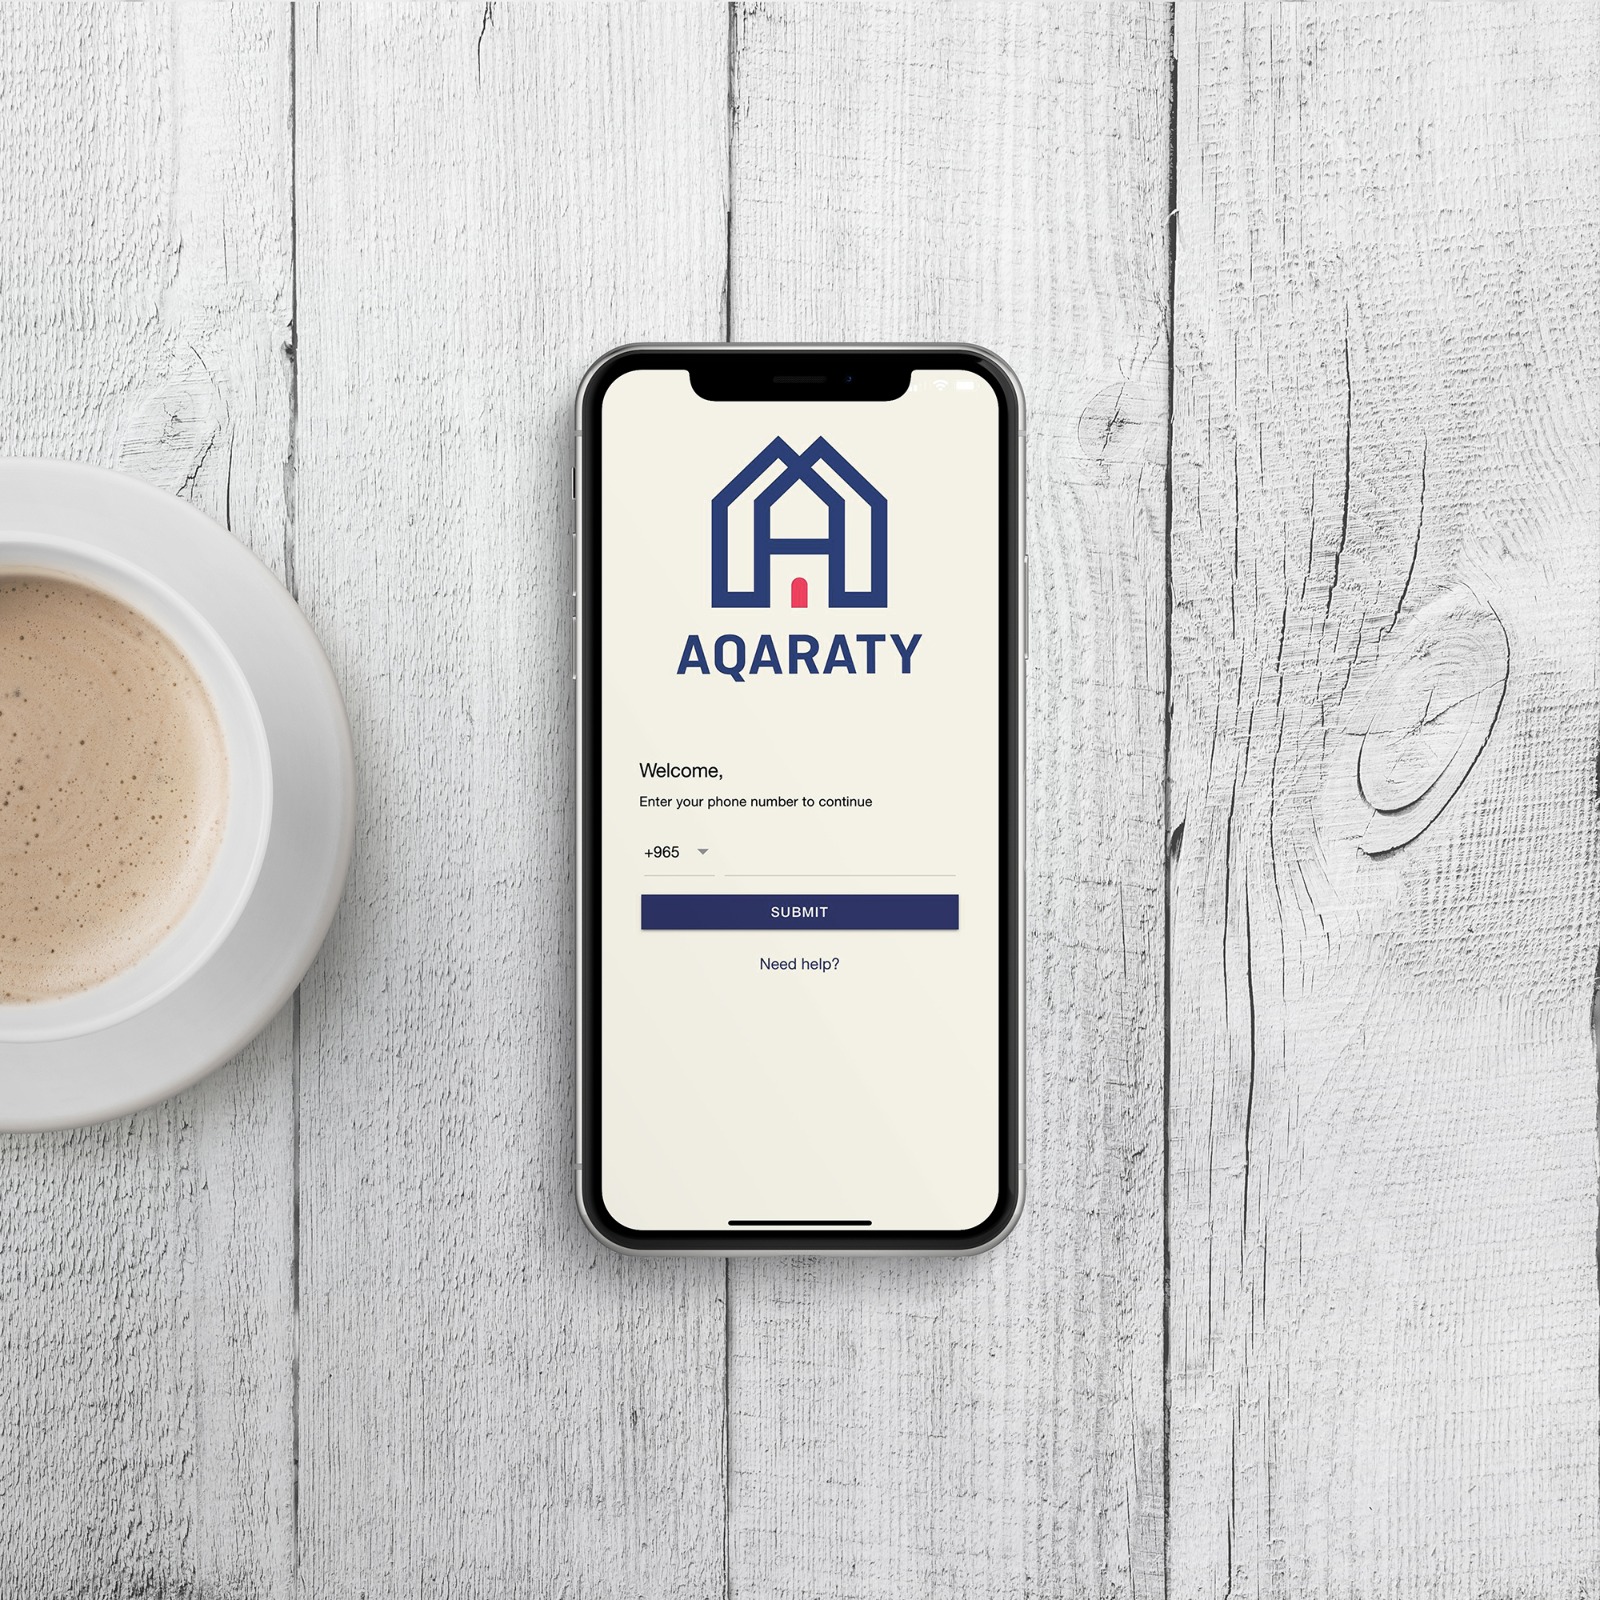 AQARATY
Welcome,
Enter your phone number to continue
+965
SUBMIT
Need help?